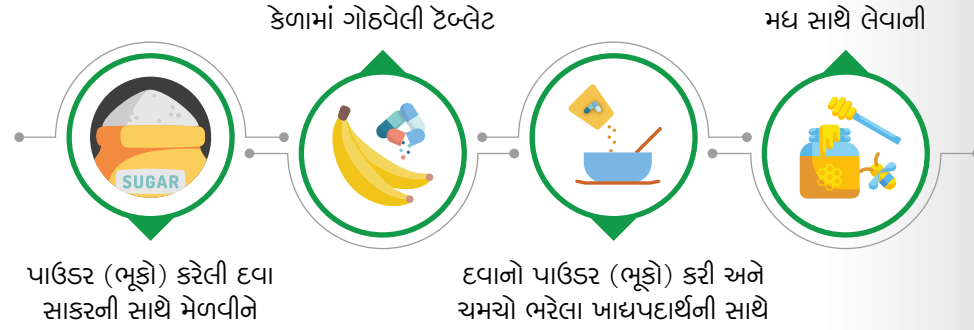 કેળામાં ગોઠવેલી ટૅબ્લેટ
મધ સાથે લેવાની
SUGAR
પાઉડર (ભૂકો) કરેલી દવા
સાકરની સાથે મેળવીને
દવાનો પાઉડર (ભૂકો) કરી અને
ચમચો ભરેલા ખાદ્યપદાર્થની સાથે